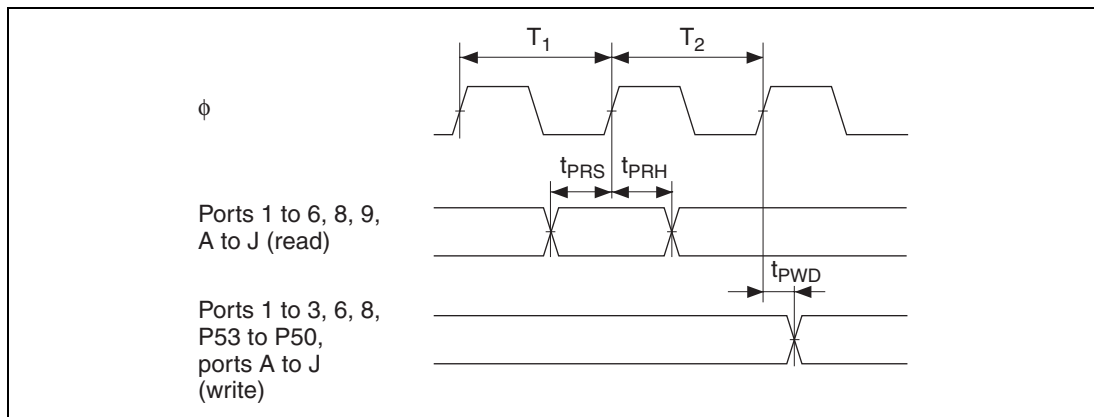 T1
T2
ϕ
tPRS
tPRH
Ports 1 to 6, 8, 9,
A to J (read)
tPWD
Ports 1 to 3, 6, 8,
P53 to P50,
ports A to J
(write)